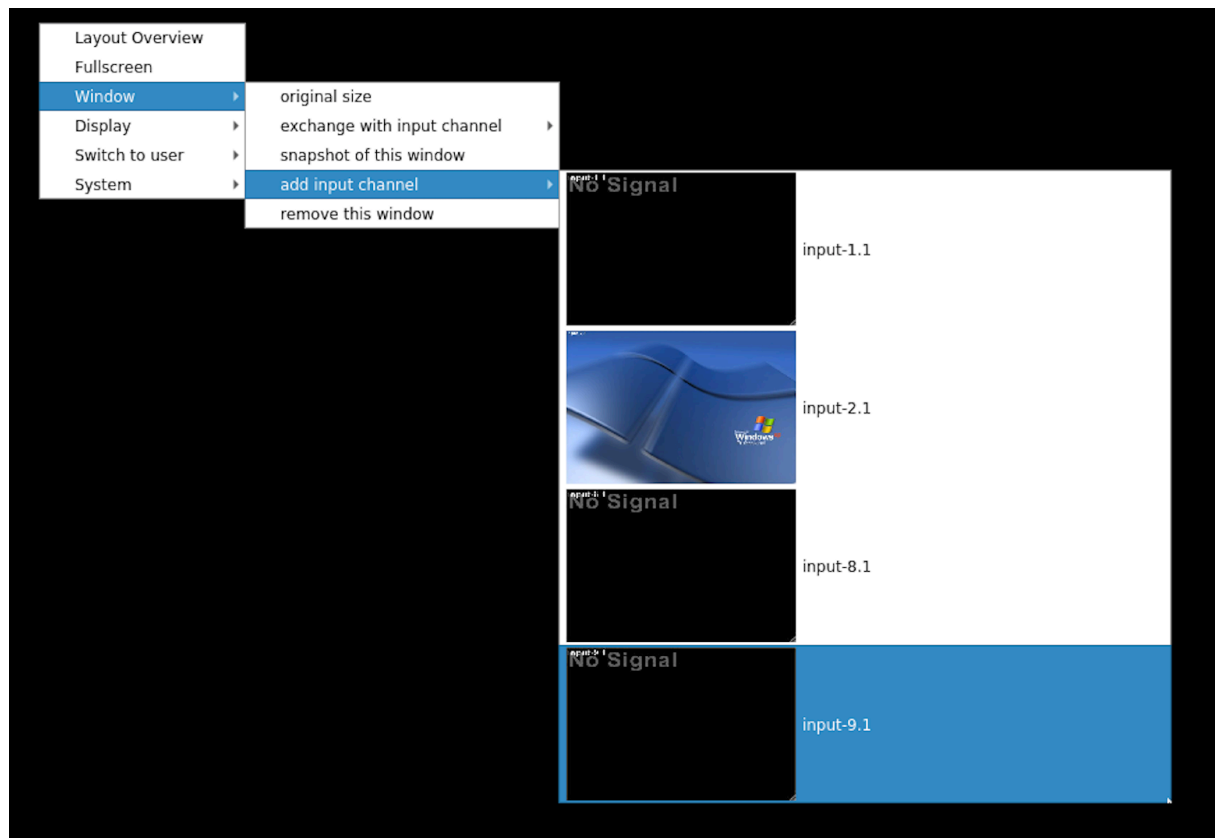 Layout Overview
Fullscreen
Window
Display
Switch to user
System
original size
exchange with input channel
snapshot of this window
add input channel
remove this window
No Signal
input-1.1
Windows
input-2.1
No Signal
input-8.1
No Signal
input-9.1